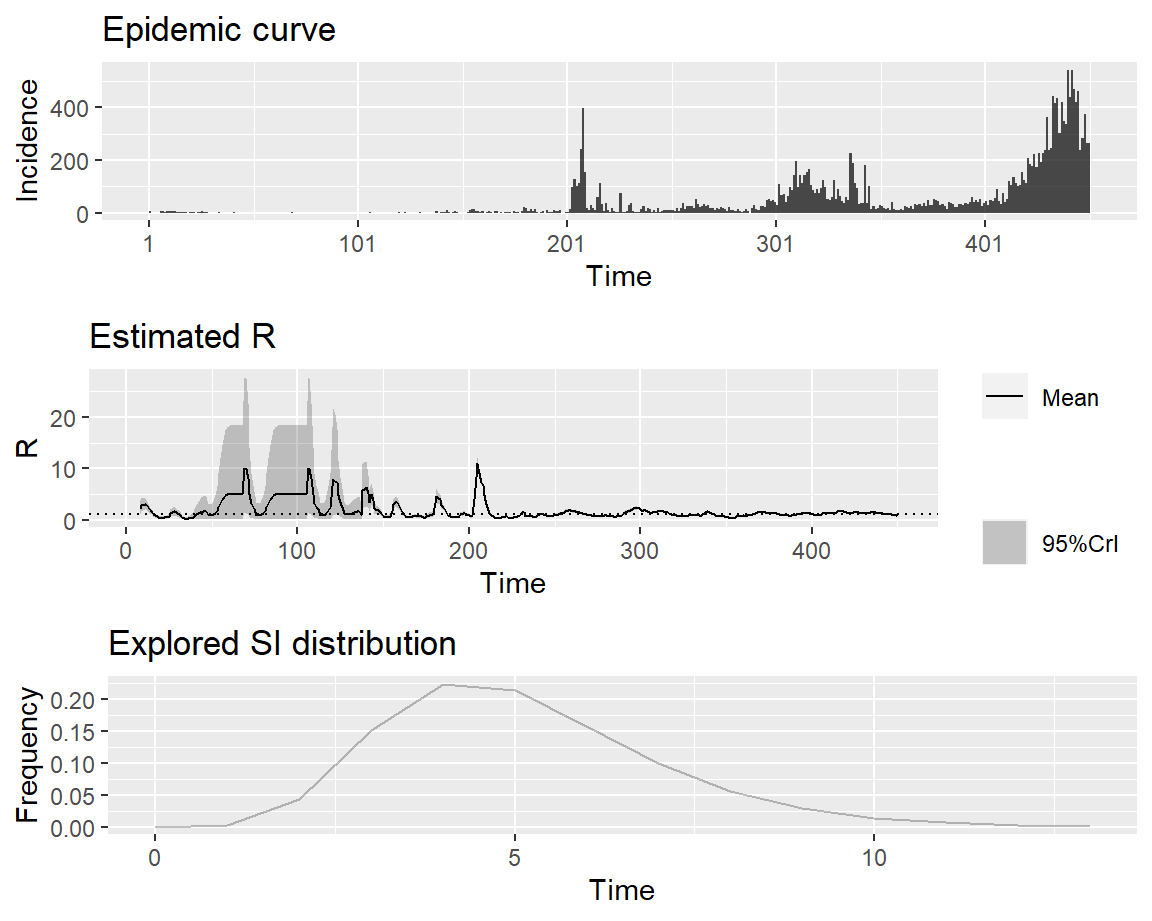 Epidemic curve
Incidence
400
200
0
1 101 201 301 401
Time
Estimated R
R
20
10
0
0 100 200 300 400
Time
Mean
95%CrI
Explored SI distribution
Frequency
0.20
0.15
0.10
0.05
0.00
0 5 10
Time